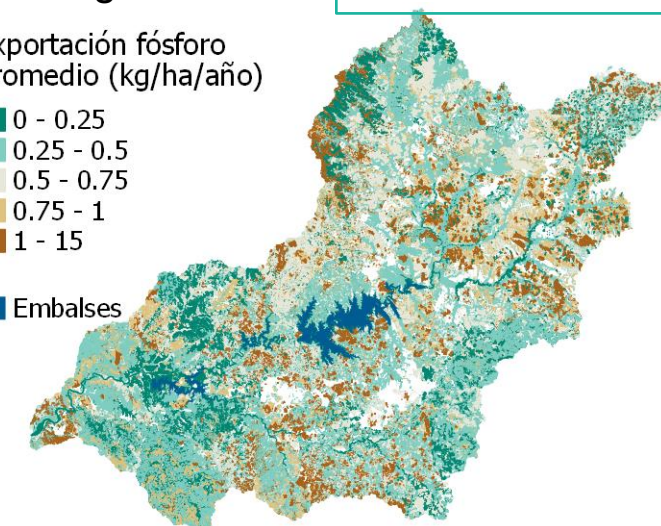 xportación fósforo
romedio (kg/ha/año)
0 - 0.25
0.25 - 0.5
0.5 - 0.75
0.75 - 1
1 - 15
Embalses